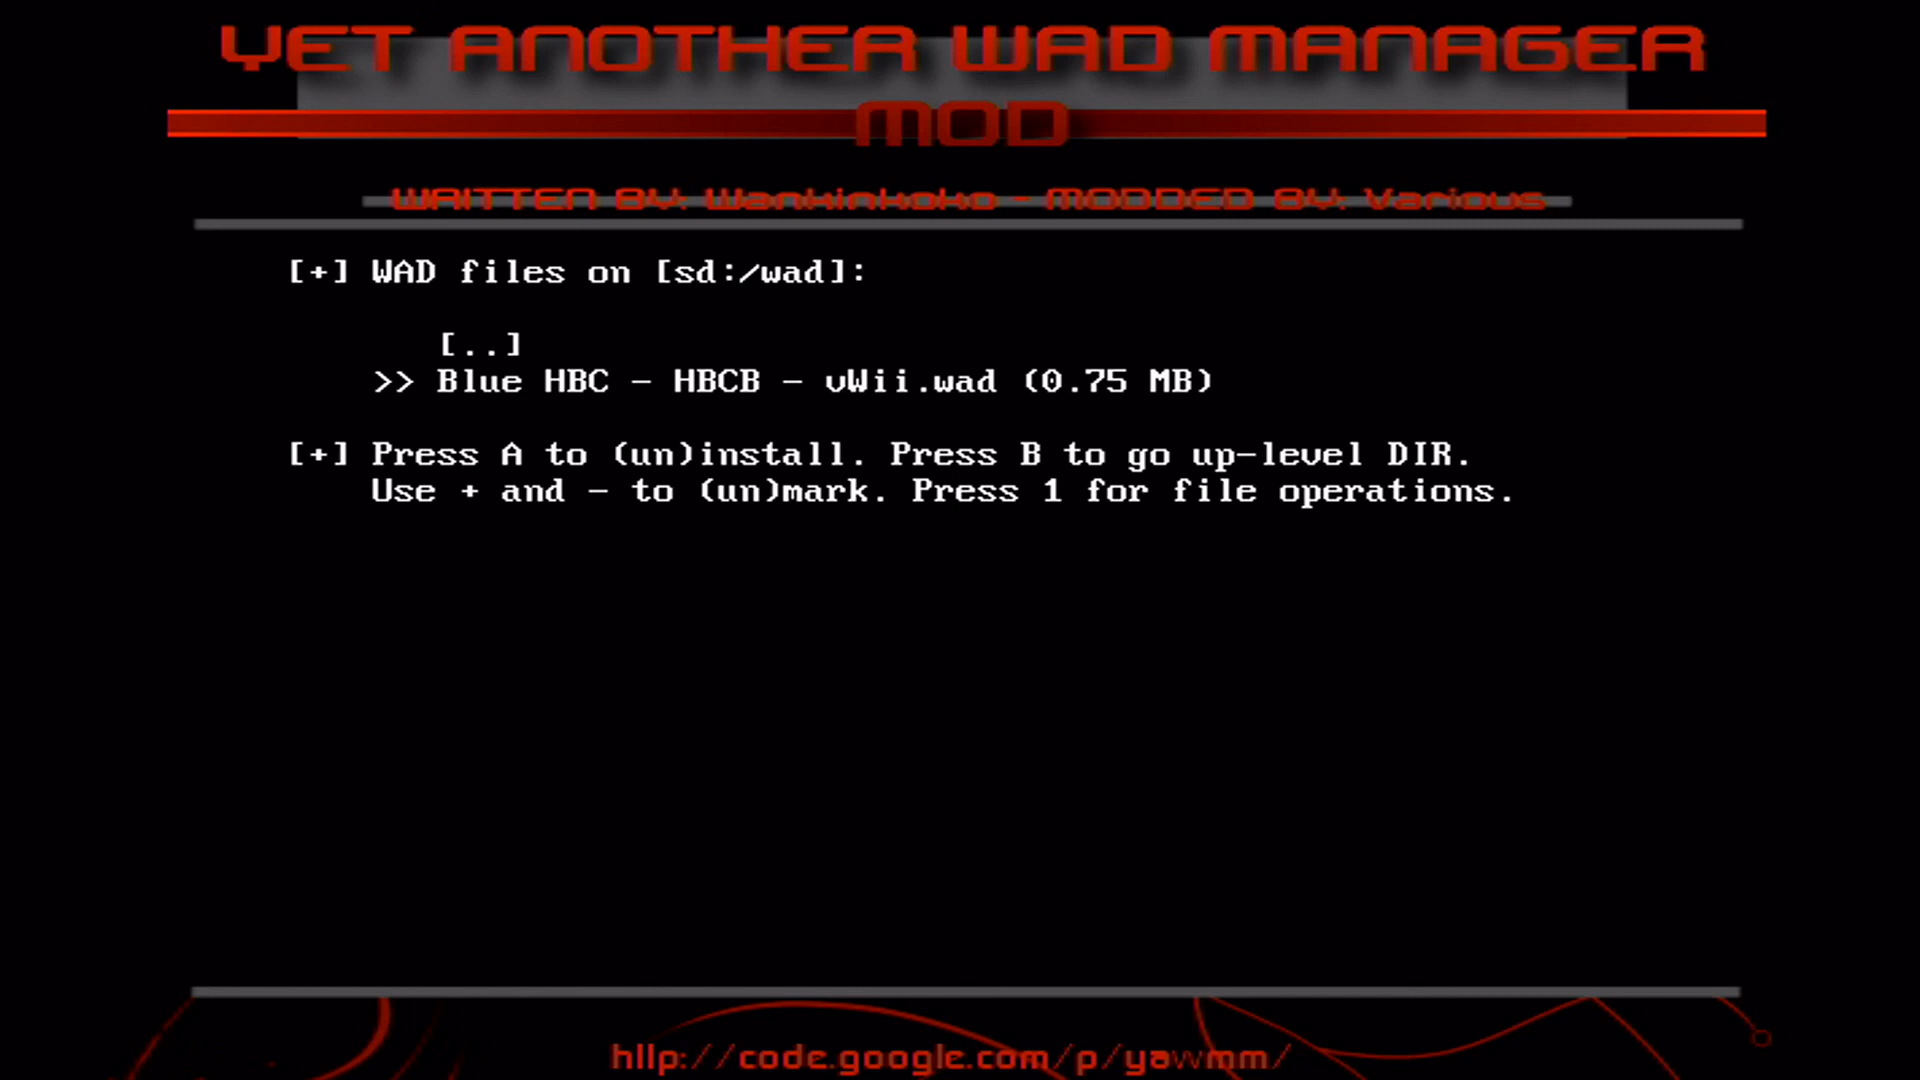 YET ANOTHER WAD MANAGER
MOD
WRITTEN BY: Wankinkoko - MODDED BY: Various
[+] WAD files on [sd:/wad]:
[..]
>> Blue HBC - HBCB - vWii.wad (0.75 MB)
[+] Press A to (un)install. Press B to go up-level DIR.
Use + and - to (un)mark. Press 1 for file operations.
http://code.google.com/p/yawmm/